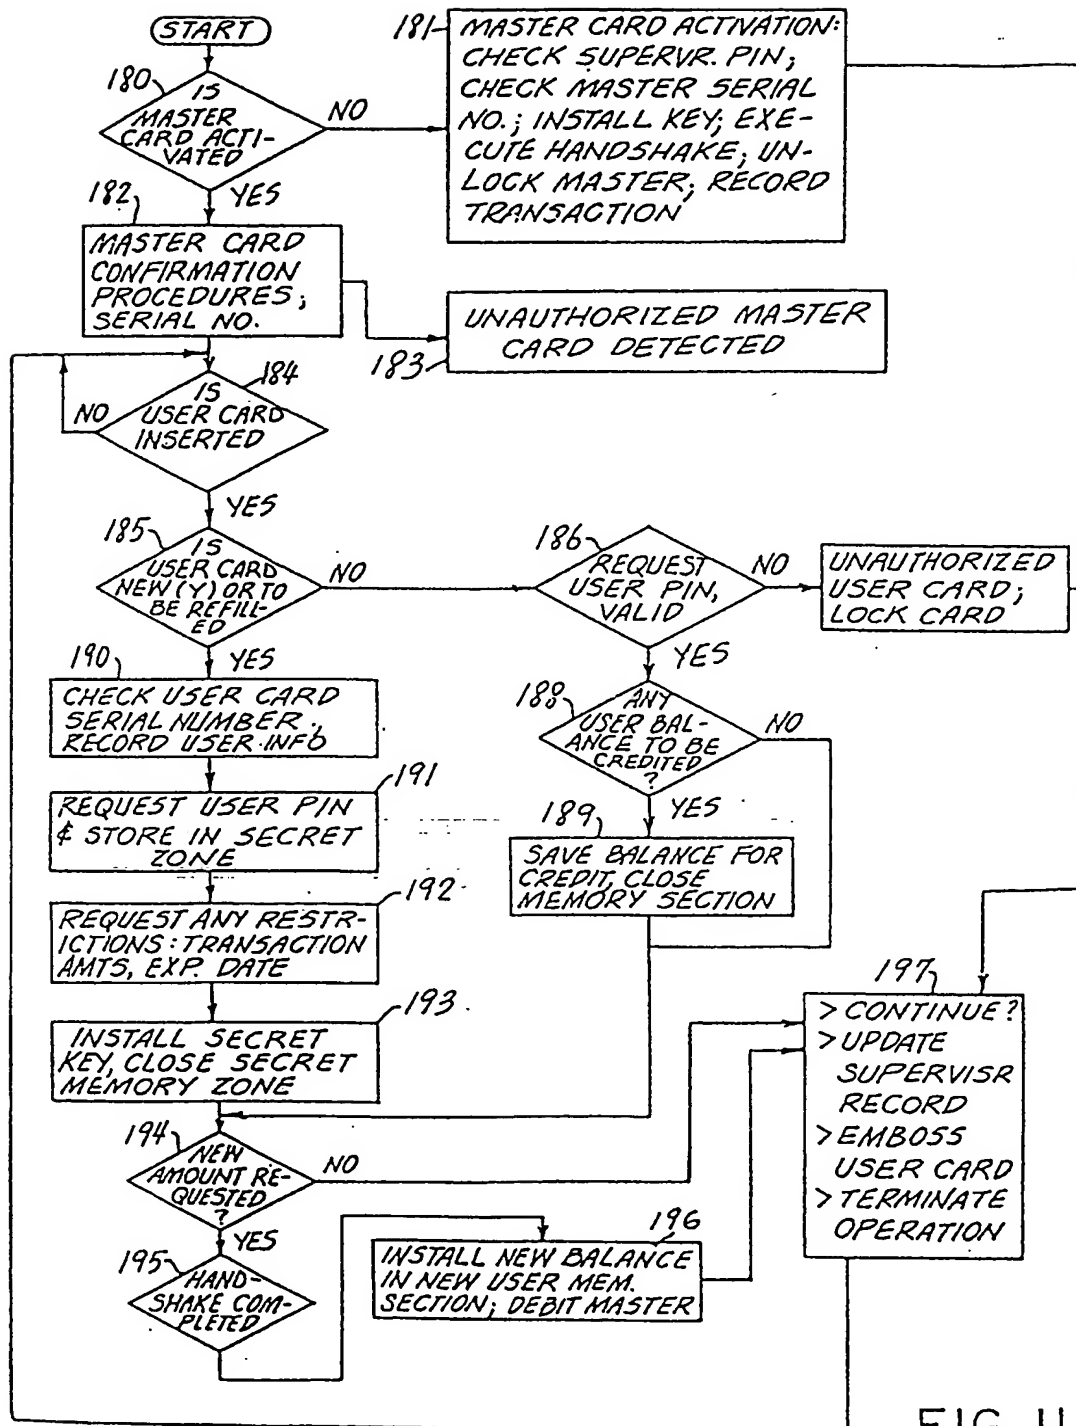 START
180
IS
MASTER
CARD ACTI-
VATED
NO
YES
181
MASTER CARD ACTIVATION:
CHECK SUPERVR. PIN;
CHECK MASTER SERIAL
NO.; INSTALL KEY; EXE-
CUTE HANDSHAKE; UN-
LOCK MASTER; RECORD
TRANSACTION
182
MASTER CARD
CONFIRMATION
PROCEDURES;
SERIAL NO.
UNAUTHORIZED MASTER
CARD DETECTED
183
184
IS
USER CARD
INSERTED
NO
YES
185
IS
USER CARD
NEW (Y) OR TO
BE REFILL-
ED
NO
YES
186
REQUEST
USER PIN,
VALID
NO
YES
UNAUTHORIZED
USER CARD;
LOCK CARD
188
ANY
USER BAL-
ANCE TO BE
CREDITED
?
NO
YES
189
SAVE BALANCE FOR
CREDIT, CLOSE
MEMORY SECTION
190
CHECK USER CARD
SERIAL NUMBER,
RECORD USER INFO
191
REQUEST USER PIN
& STORE IN SECRET
ZONE
192
REQUEST ANY RESTR-
ICTIONS: TRANSACTION
AMTS, EXP. DATE
193
INSTALL SECRET
KEY, CLOSE SECRET
MEMORY ZONE
194
NEW
AMOUNT RE-
QUESTED
?
NO
YES
195
HAND-
SHAKE COM-
PLETED
196
INSTALL NEW BALANCE
IN NEW USER MEM.
SECTION; DEBIT MASTER
197
> CONTINUE?
> UPDATE
SUPERVISR
RECORD
> EMBOSS
USER CARD
> TERMINATE
OPERATION
FIG. 11